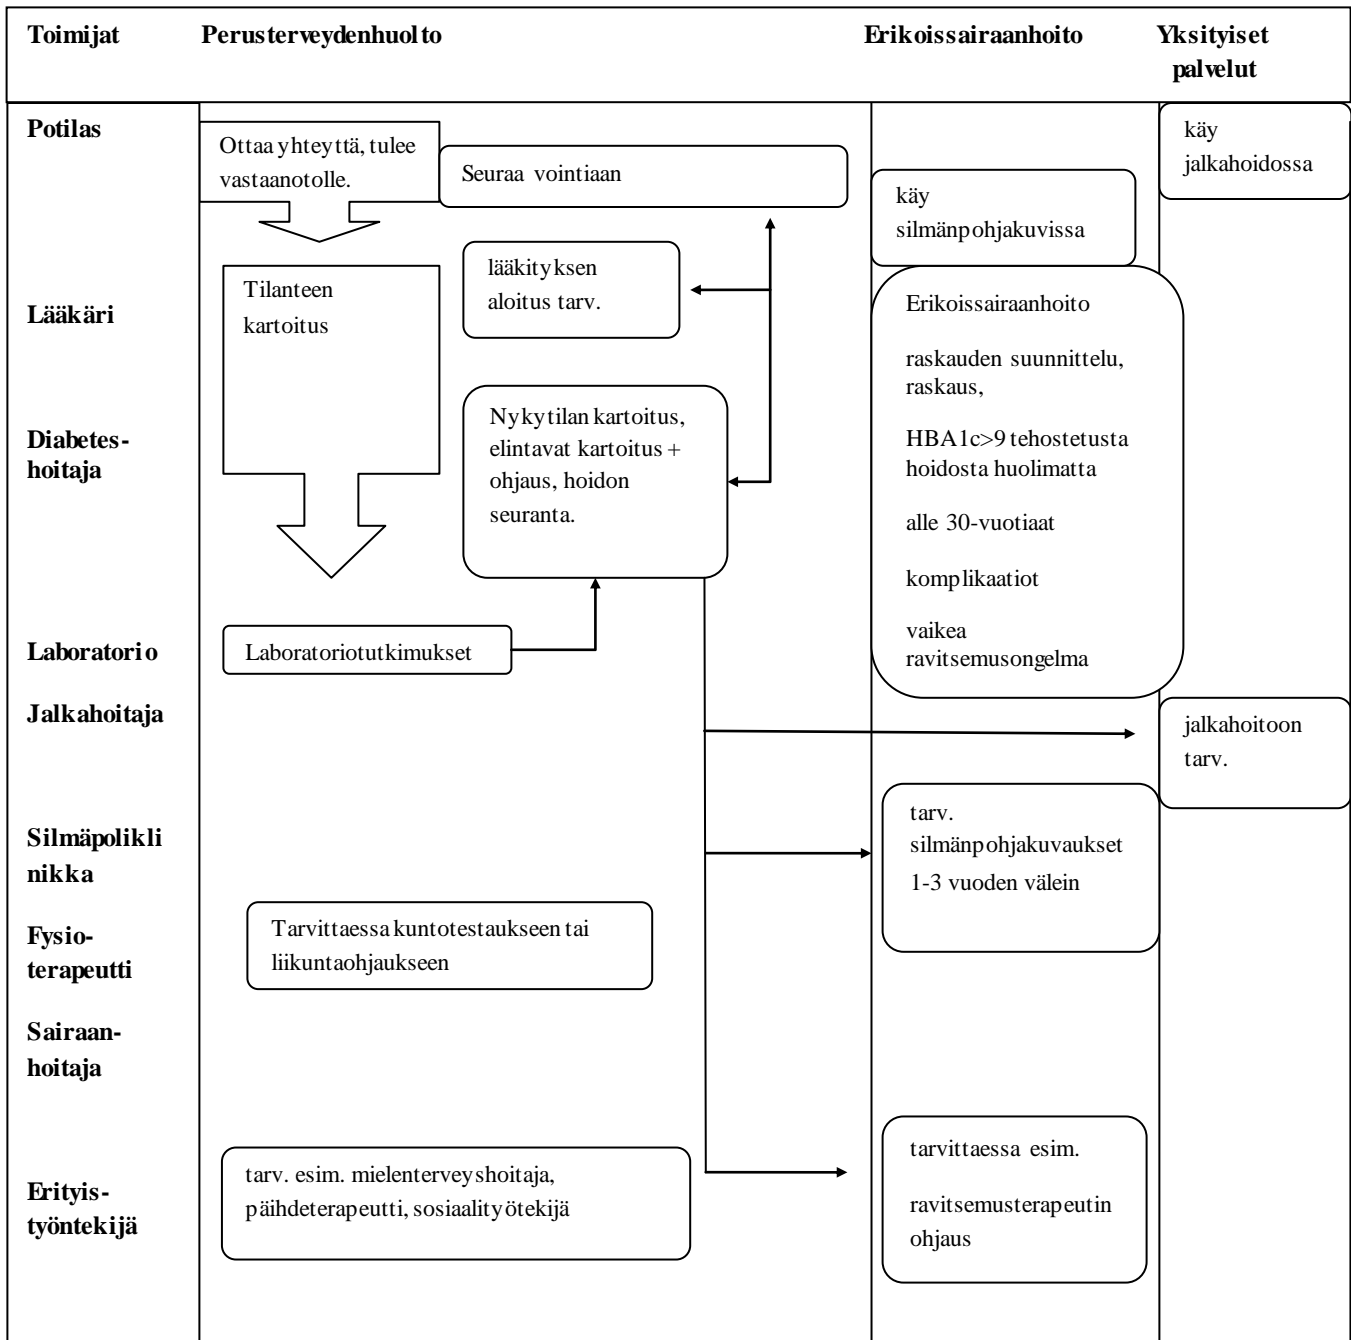 Toimijat
Perusterveydenhuolto
Erikoissairaanhoito
Yksityiset
palvelut
Potilas
Ottaa yhteyttä, tulee
vastaanotolle.
Seuraa vointiaan
käy
silmänpohjakuvissa
käy
jalkahoidossa
Lääkäri
Tilanteen
kartoitus
lääkityksen
aloitus tarv.
Erikoissairaanhoito
raskauden suunnittelu,
raskaus,
HBA1c>9 tehostetusta
hoidosta huolimatta
alle 30-vuotiaat
komplikaatiot
vaikea
ravitsemusongelma
Diabetes-
hoitaja
Nykytilan kartoitus,
elintavat kartoitus +
ohjaus, hoidon
seuranta.
Laboratorio
Laboratoriotutkimukset
Jalkahoitaja
jalkahoitoon
tarv.
Silmäpolikli
nikka
tarv.
silmänpohjakuvaukset
1-3 vuoden välein
Fysio-
terapeutti
Tarvittaessa kuntotestaukseen tai
liikuntaohjaukseen
Sairaan-
hoitaja
Erityis-
työntekijä
tarv. esim. mielenterveyshoitaja,
päihdeterapeutti, sosiaalityötekijä
tarvittaessa esim.
ravitsemusterapeutin
ohjaus